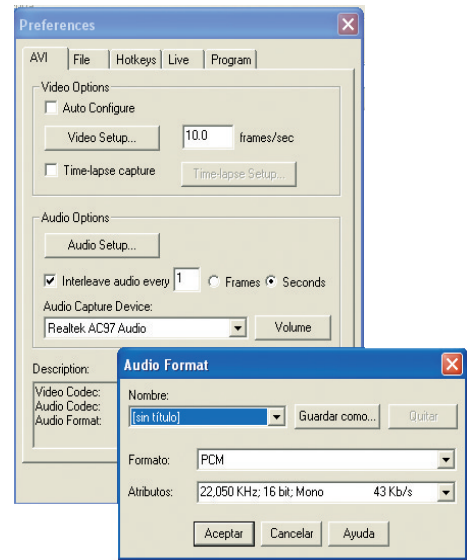 Preferences
AVI File Hotkeys Live Program
Video Options
Auto Configure
Video Setup... 10.0 frames/sec
Time-lapse capture Time-lapse Setup...
Audio Options
Audio Setup...
Interleave audio every 1 Frames Seconds
Audio Capture Device:
Realtek AC97 Audio Volume
Description:
Video Codec:
Audio Codec:
Audio Format:
Audio Format
Nombre:
[sin título] Guardar como... Quitar
Formato: PCM
Atributos: 22,050 KHz; 16 bit; Mono 43 Kb/s
Aceptar Cancelar Ayuda